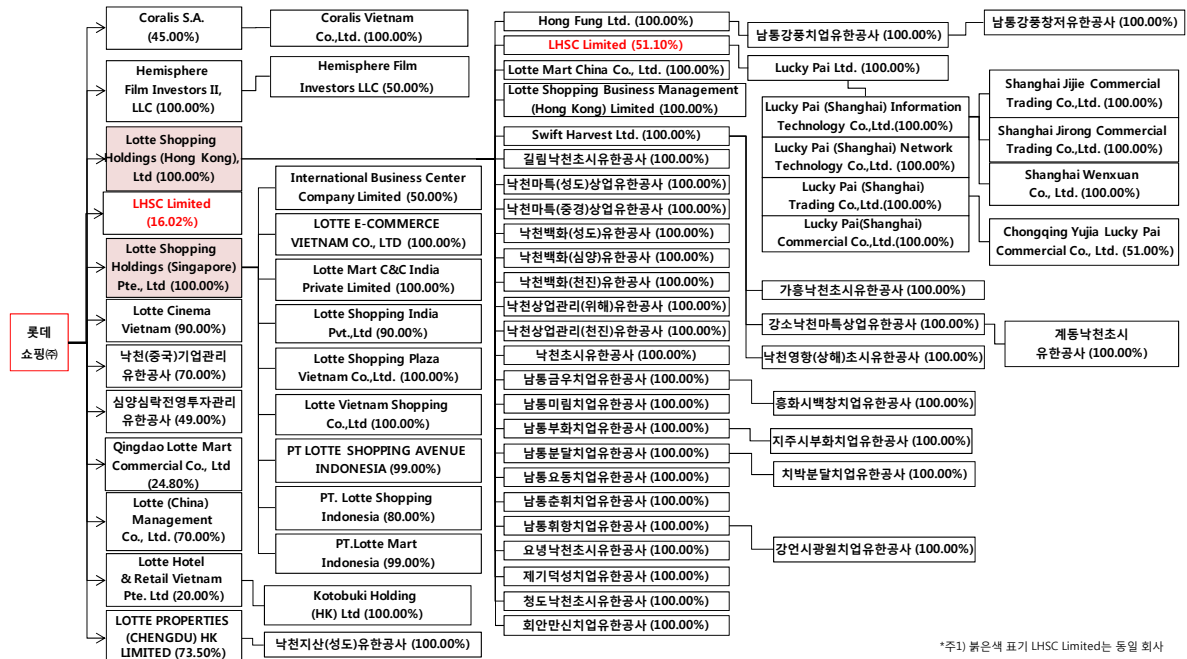 롯데
쇼핑㈜
Coralis S.A.
(45.00%)
Hemisphere
Film Investors II,
LLC (100.00%)
Lotte Shopping
Holdings (Hong Kong),
Ltd (100.00%)
LHSC Limited
(16.02%)
Lotte Shopping
Holdings (Singapore)
Pte., Ltd (100.00%)
Lotte Cinema
Vietnam (90.00%)
낙천(중국)기업관리
유한공사 (70.00%)
심양심락전영투자관리
유한공사 (49.00%)
Qingdao Lotte Mart
Commercial Co., Ltd
(24.80%)
Lotte (China)
Management
Co., Ltd. (70.00%)
Lotte Hotel
& Retail Vietnam
Pte. Ltd (20.00%)
LOTTE PROPERTIES
(CHENGDU) HK
LIMITED (73.50%)
Coralis Vietnam
Co.,Ltd. (100.00%)
Hemisphere Film
Investors LLC (50.00%)
International Business Center
Company Limited (50.00%)
LOTTE E-COMMERCE
VIETNAM CO., LTD (100.00%)
Lotte Mart C&C India
Private Limited (100.00%)
Lotte Shopping India
Pvt.,Ltd (90.00%)
Lotte Shopping Plaza
Vietnam Co.,Ltd. (100.00%)
Lotte Vietnam Shopping
Co.,Ltd (100.00%)
PT LOTTE SHOPPING AVENUE
INDONESIA (99.00%)
PT. Lotte Shopping
Indonesia (80.00%)
PT.Lotte Mart
Indonesia (99.00%)
Kotobuki Holding
(HK) Ltd (100.00%)
낙천지산(성도)유한공사 (100.00%)
Hong Fung Ltd. (100.00%)
LHSC Limited (51.10%)
Lotte Mart China Co., Ltd. (100.00%)
Lotte Shopping Business Management
(Hong Kong) Limited (100.00%)
Swift Harvest Ltd. (100.00%)
길림낙천초시유한공사 (100.00%)
낙천마특(성도)상업유한공사 (100.00%)
낙천마특(중경)상업유한공사 (100.00%)
낙천백화(성도)유한공사 (100.00%)
낙천백화(심양)유한공사 (100.00%)
낙천백화(천진)유한공사 (100.00%)
낙천상업관리(위해)유한공사 (100.00%)
낙천상업관리(천진)유한공사 (100.00%)
낙천초시유한공사 (100.00%)
남통금우치업유한공사 (100.00%)
남통미림치업유한공사 (100.00%)
남통부화치업유한공사 (100.00%)
남통분달치업유한공사 (100.00%)
남통요동치업유한공사 (100.00%)
남통춘휘치업유한공사 (100.00%)
남통휘항치업유한공사 (100.00%)
요녕낙천초시유한공사 (100.00%)
제기덕성치업유한공사 (100.00%)
청도낙천초시유한공사 (100.00%)
회안만신치업유한공사 (100.00%)
남통강풍치업유한공사 (100.00%)
남통강풍창저유한공사 (100.00%)
Lucky Pai Ltd. (100.00%)
Lucky Pai (Shanghai) Information
Technology Co.,Ltd.(100.00%)
Lucky Pai (Shanghai) Network
Technology Co.,Ltd. (100.00%)
Lucky Pai (Shanghai)
Trading Co.,Ltd.(100.00%)
Lucky Pai(Shanghai)
Commercial Co.,Ltd.(100.00%)
Shanghai Jijie Commercial
Trading Co.,Ltd. (100.00%)
Shanghai Jirong Commercial
Trading Co.,Ltd. (100.00%)
Shanghai Wenxuan
Co., Ltd. (100.00%)
Chongqing Yujia Lucky Pai
Commercial Co., Ltd. (51.00%)
가흥낙천초시유한공사 (100.00%)
강소낙천마특상업유한공사 (100.00%)
낙천영항(상해)초시유한공사 (100.00%)
계동낙천초시
유한공사 (100.00%)
흥화시백창치업유한공사 (100.00%)
지주시부화치업유한공사 (100.00%)
치박분달치업유한공사 (100.00%)
강언시광원치업유한공사 (100.00%)
*주1) 붉은색 표기 LHSC Limited는 동일 회사